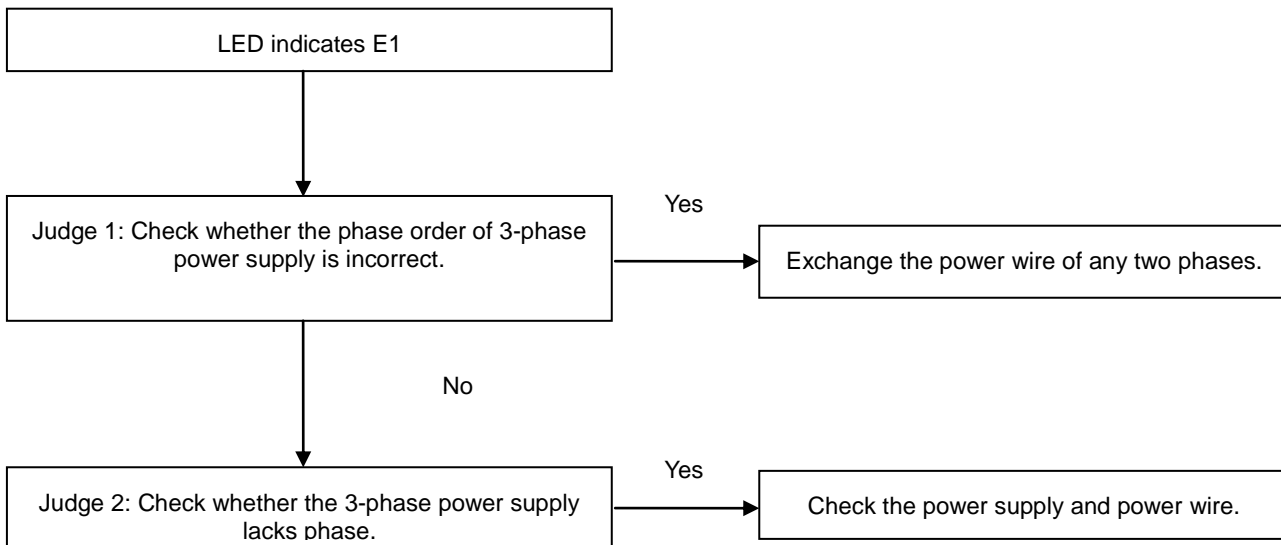 LED indicates E1
Judge 1: Check whether the phase order of 3-phase
power supply is incorrect.
Yes
Exchange the power wire of any two phases.
No
Judge 2: Check whether the 3-phase power supply
lacks phase.
Yes
Check the power supply and power wire.